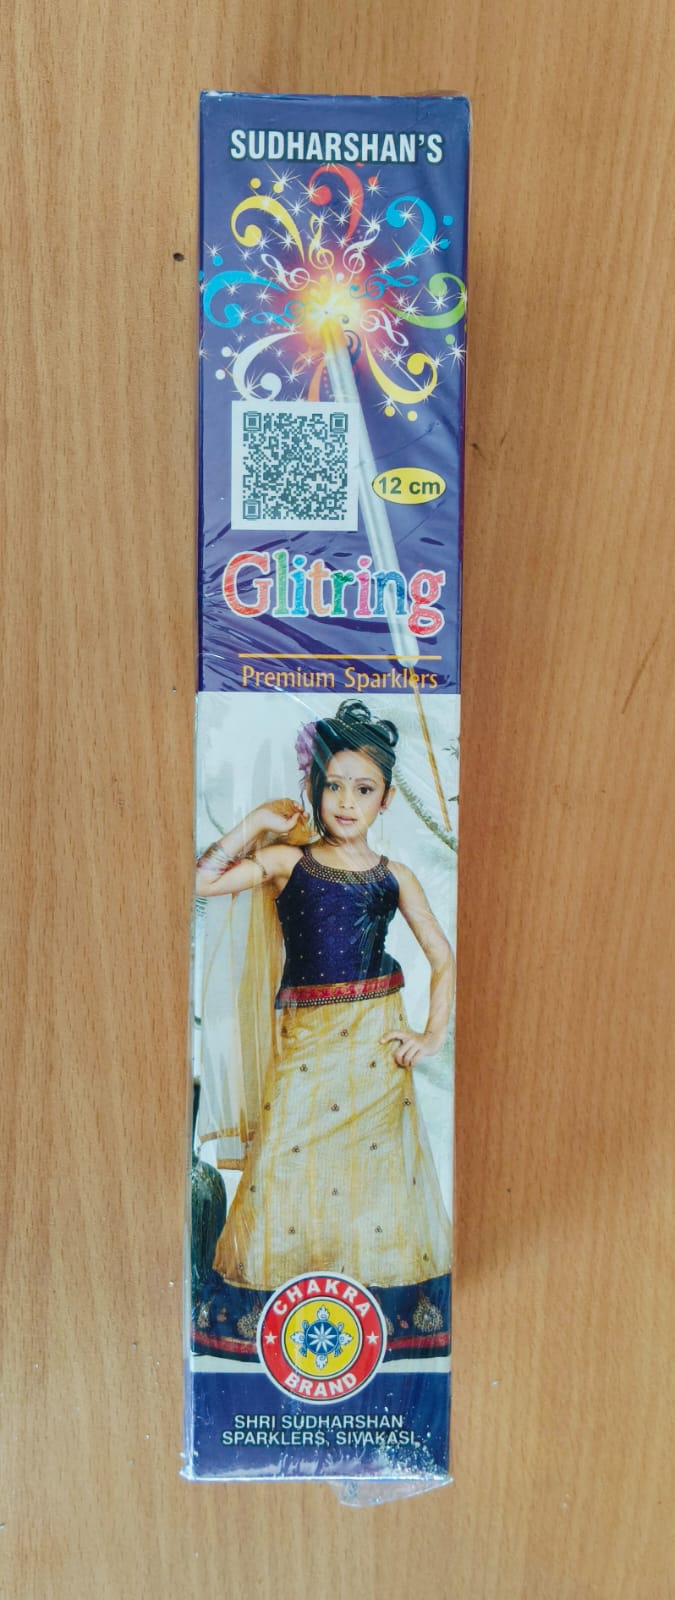 SUDHARSHAN'S
12 cm
Glitring
Premium Sparklers
CHAKRA
BRAND
SHRI SUDHARSHAN
SPARKLERS, SIVAKASI.